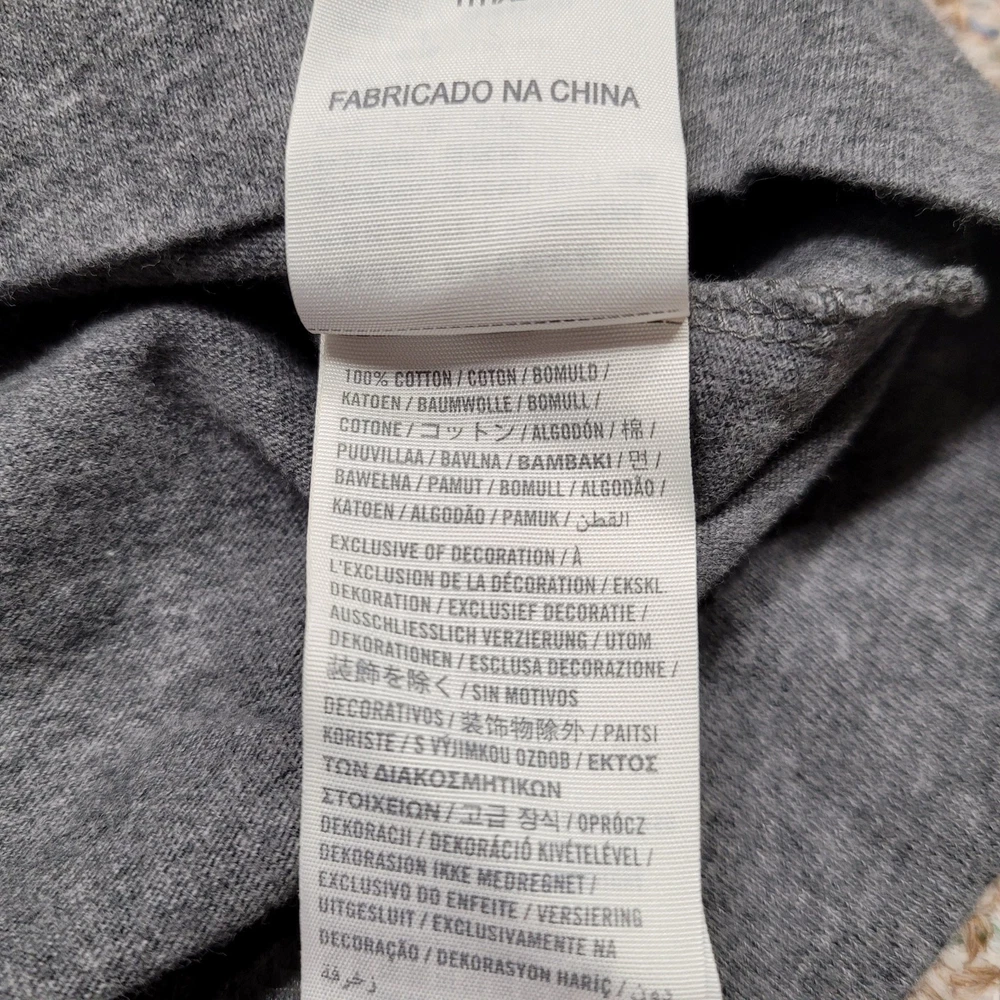 FABRICADO NA CHINA
100% COTTON / COTON / BOMULD /
KATOEN / BAUMWOLLE / BOMULL /
COTONE / コットン / ALGODÓN / 棉 /
PUUVILLAA / BAVLNA / BAMBAKI / 면 /
BAWEŁNA / PAMUT / BOMULL / ALGODÃO /
KATOEN / ALGODÃO / PAMUK / القطن
EXCLUSIVE OF DECORATION / À
L'EXCLUSION DE LA DÉCORATION / EKSKL.
DEKORATION / EXCLUSIEF DECORATIE /
AUSSCHLIESSLICH VERZIERUNG / UTOM
DEKORATIONEN / ESCLUSA DECORAZIONE /
装飾を除く / SIN MOTIVOS
DECORATIVOS / 装饰物除外 / PAITSI
KORISTE / S VÝJIMKOU OZDOB / ΕΚΤΟΣ
ΤΩΝ ΔΙΑΚΟΣΜΗΤΙΚΩΝ
ΣΤΟΙΧΕΙΩΝ / 고급 장식 / OPRÓCZ
DEKORACJI / DEKORÁCIÓ KIVÉTELÉVEL /
DEKORASJON IKKE MEDREGNET /
EXCLUSIVO DO ENFEITE / VERSIERING
UITGESLUIT / EXCLUSIVAMENTE NA
DECORAÇÃO / DEKORASYON HARİÇ / دون
زخرفة